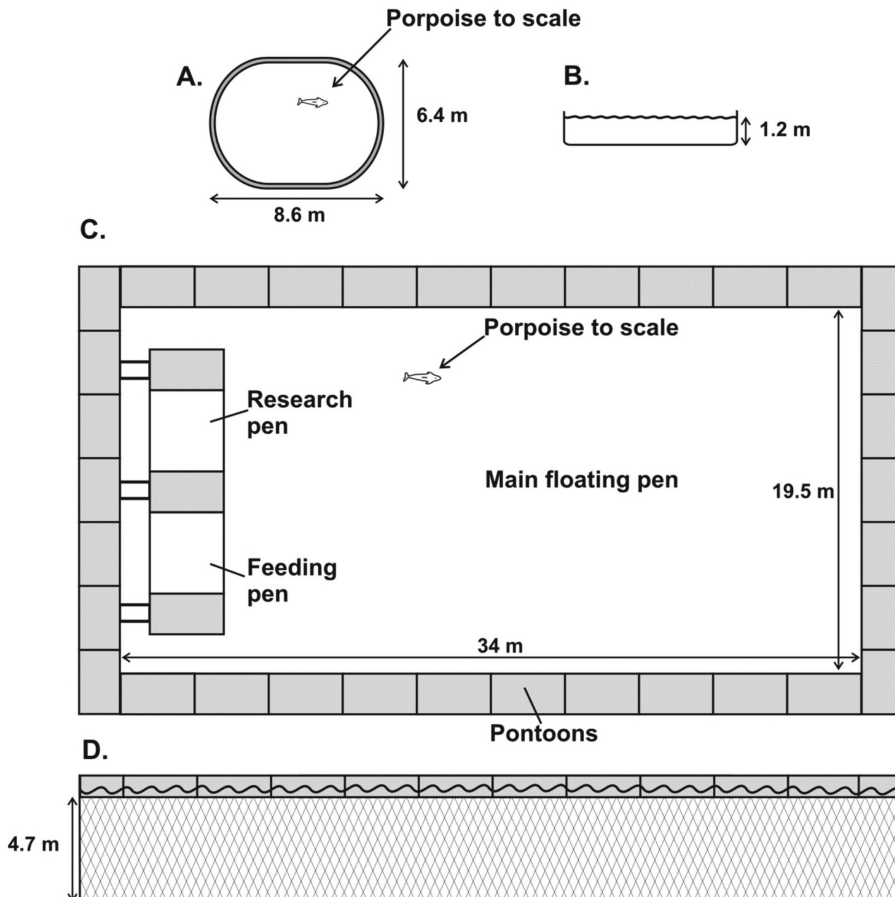 Porpoise to scale
A.
B.
6.4 m
1.2 m
8.6 m
C.
Porpoise to scale
Research
pen
Main floating pen
19.5 m
Feeding
pen
34 m
Pontoons
D.
4.7 m